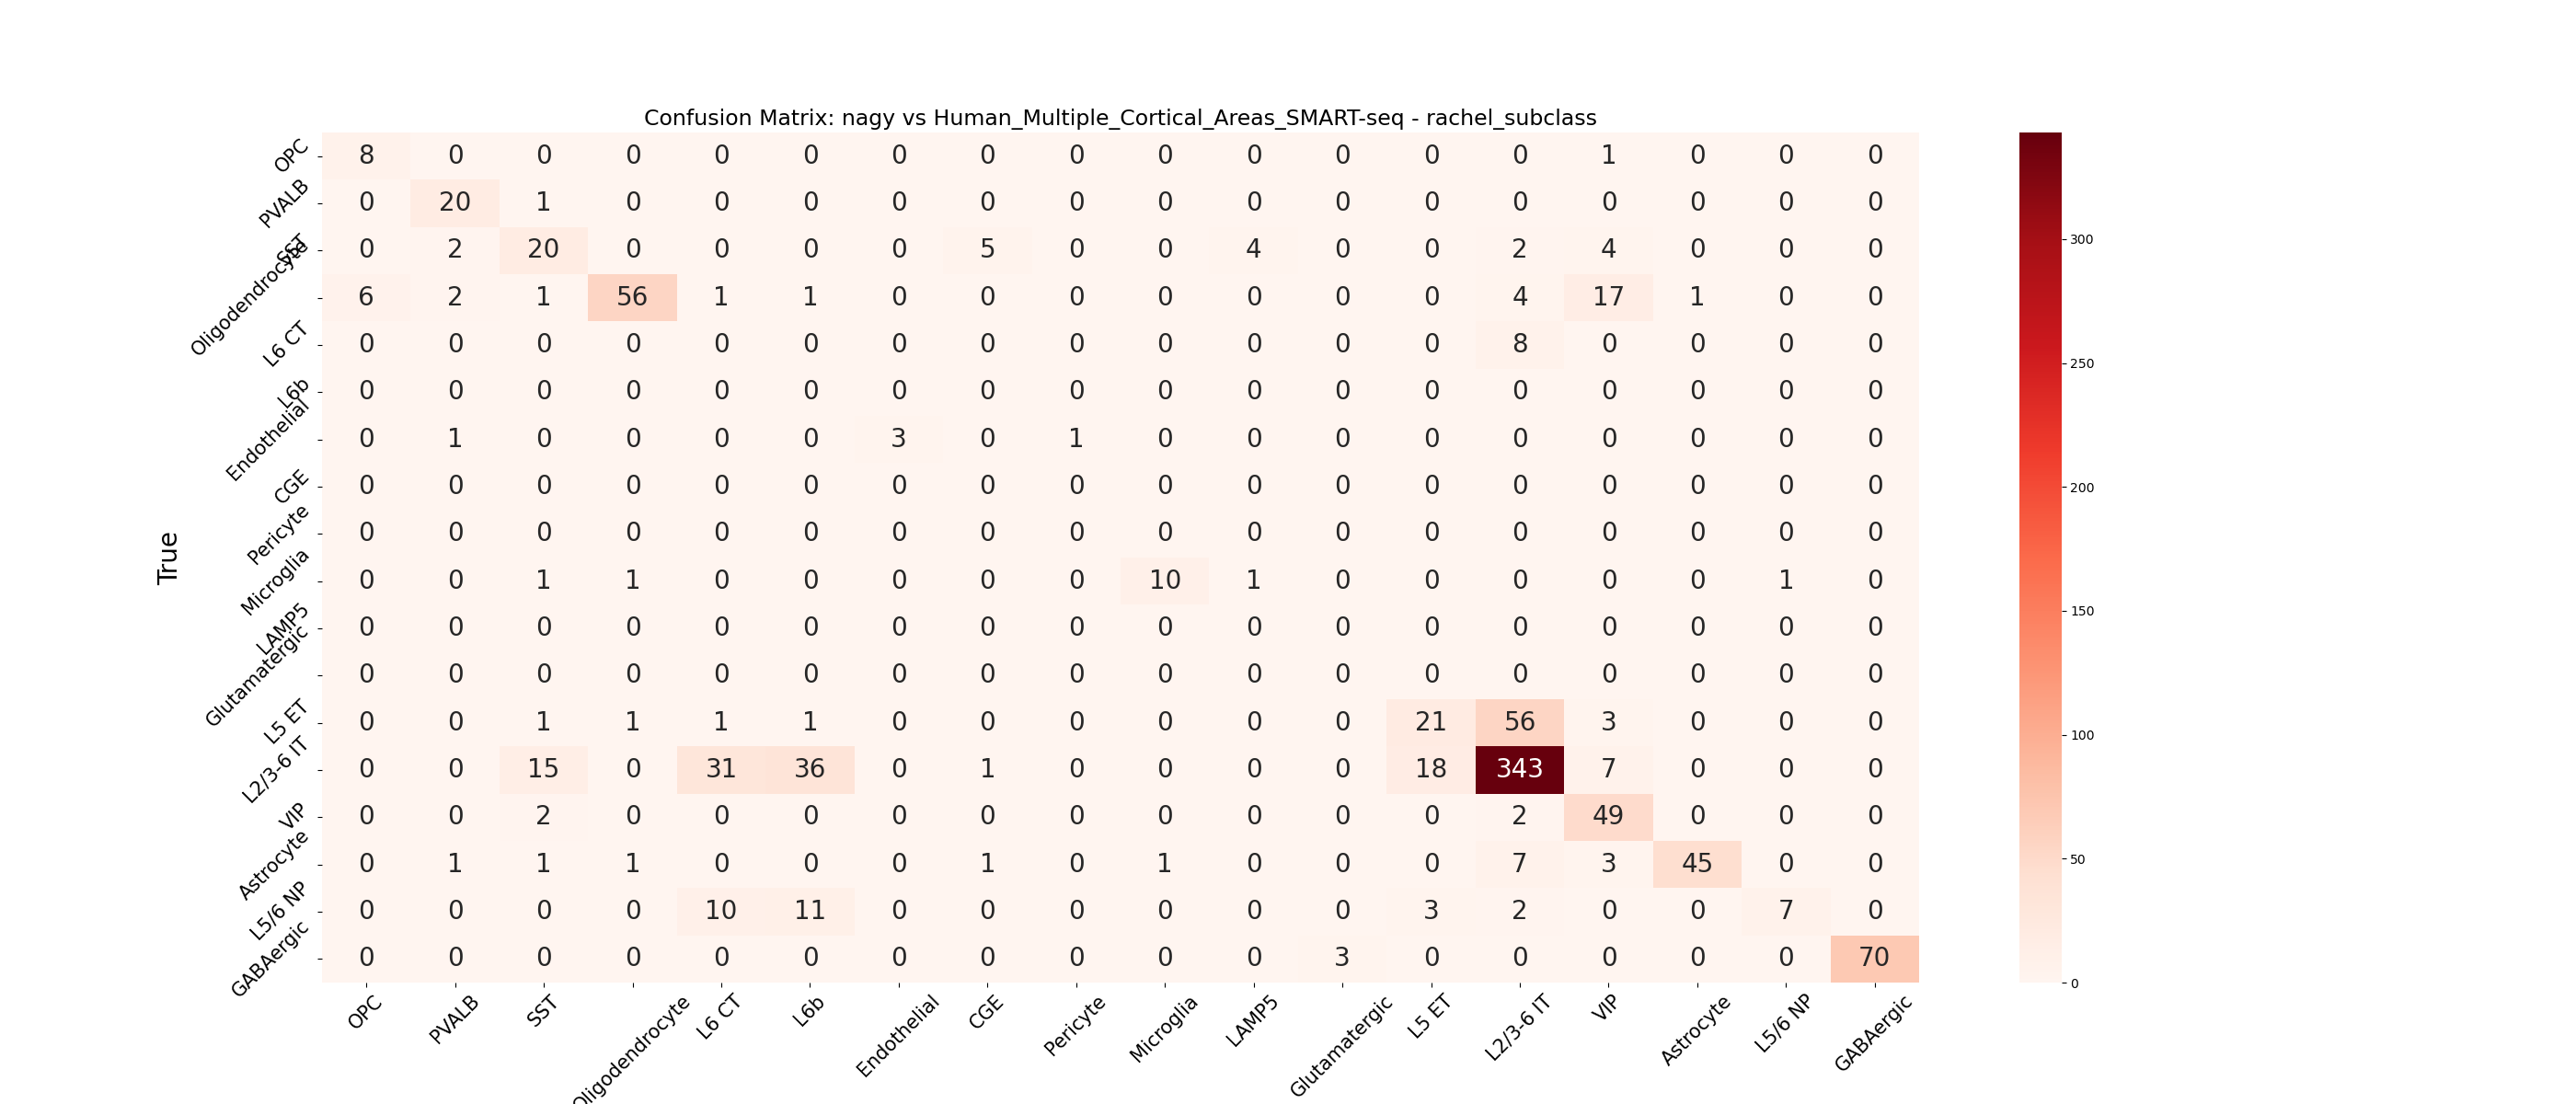 Confusion Matrix: nagy vs Human_Multiple_Cortical_Areas_SMART-seq - rachel_subclass
True
OPC 8 0 0 0 0 0 0 0 0 0 0 0 0 0 1 0 0 0
PVALB 0 20 1 0 0 0 0 0 0 0 0 0 0 0 0 0 0 0
SST 0 2 20 0 0 0 0 5 0 0 4 0 0 2 4 0 0 0
Oligodendrocyte 6 2 1 56 1 1 0 0 0 0 0 0 0 4 17 1 0 0
L6 CT 0 0 0 0 0 0 0 0 0 0 0 0 0 8 0 0 0 0
L6b 0 0 0 0 0 0 0 0 0 0 0 0 0 0 0 0 0 0
Endothelial 0 1 0 0 0 0 3 0 1 0 0 0 0 0 0 0 0 0
CGE 0 0 0 0 0 0 0 0 0 0 0 0 0 0 0 0 0 0
Pericyte 0 0 0 0 0 0 0 0 0 0 0 0 0 0 0 0 0 0
Microglia 0 0 1 1 0 0 0 0 0 10 1 0 0 0 0 0 1 0
LAMP5 0 0 0 0 0 0 0 0 0 0 0 0 0 0 0 0 0 0
Glutamatergic 0 0 0 0 0 0 0 0 0 0 0 0 0 0 0 0 0 0
L5 ET 0 0 1 1 1 1 0 0 0 0 0 0 21 56 3 0 0 0
L2/3-6 IT 0 0 15 0 31 36 0 1 0 0 0 0 18 343 7 0 0 0
VIP 0 0 2 0 0 0 0 0 0 0 0 0 0 2 49 0 0 0
Astrocyte 0 1 1 1 0 0 0 1 0 1 0 0 0 7 3 45 0 0
L5/6 NP 0 0 0 0 10 11 0 0 0 0 0 0 3 2 0 0 7 0
GABAergic 0 0 0 0 0 0 0 0 0 0 0 3 0 0 0 0 0 70
OPC PVALB SST Oligodendrocyte L6 CT L6b Endothelial CGE Pericyte Microglia LAMP5 Glutamatergic L5 ET L2/3-6 IT VIP Astrocyte L5/6 NP GABAergic
300
250
200
150
100
50
0